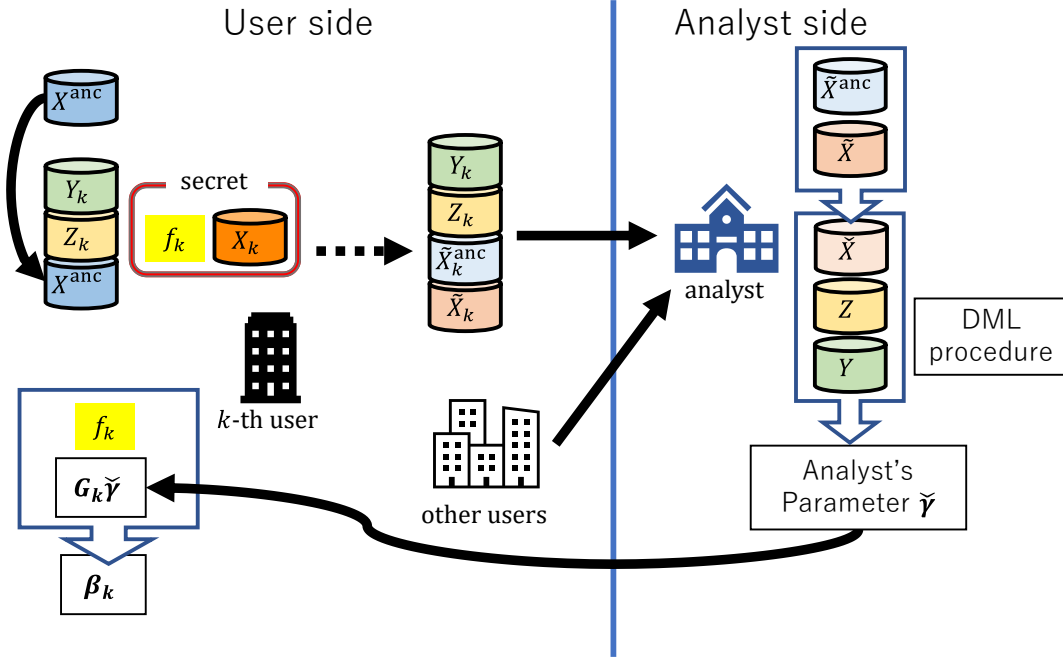 User side
Analyst side
X^anc
Y_k
Z_k
X^anc
secret
f_k
X_k
Y_k
Z_k
X̃_k^anc
X̃_k
analyst
X̃^anc
X̃
X̌
Z
Y
DML
procedure
k-th user
other users
f_k
G_kγ̌
β_k
Analyst's
Parameter γ̌